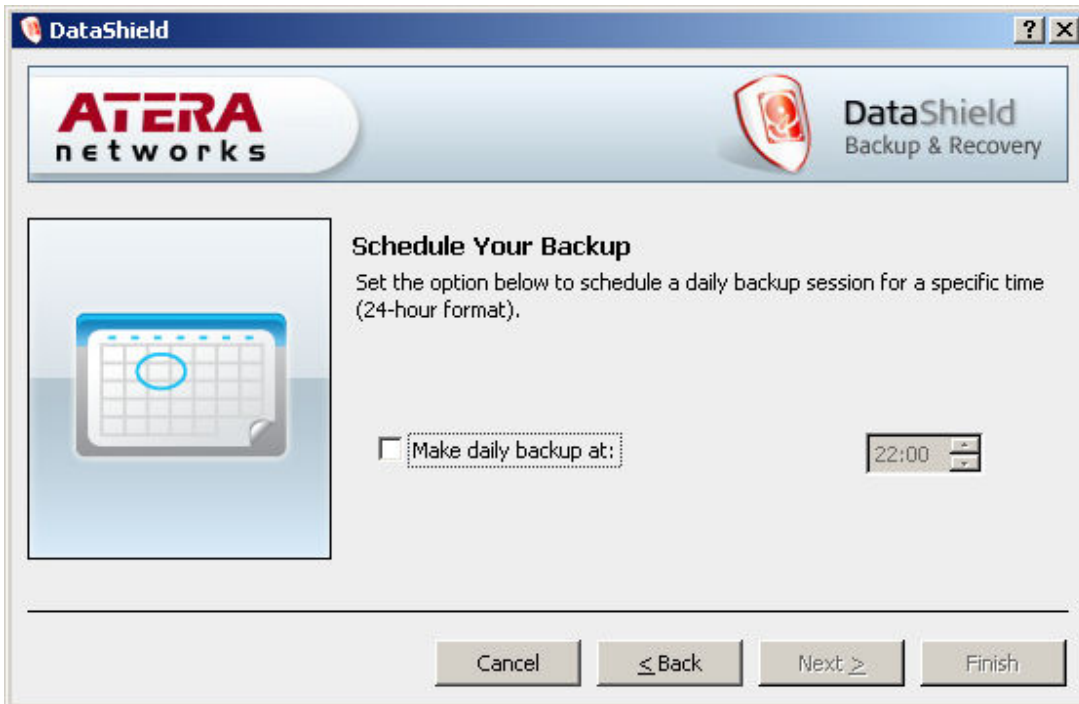 DataShield
ATERA
networks
DataShield
Backup & Recovery
Schedule Your Backup
Set the option below to schedule a daily backup session for a specific time
(24-hour format).
Make daily backup at:
22:00
Cancel
< Back
Next >
Finish